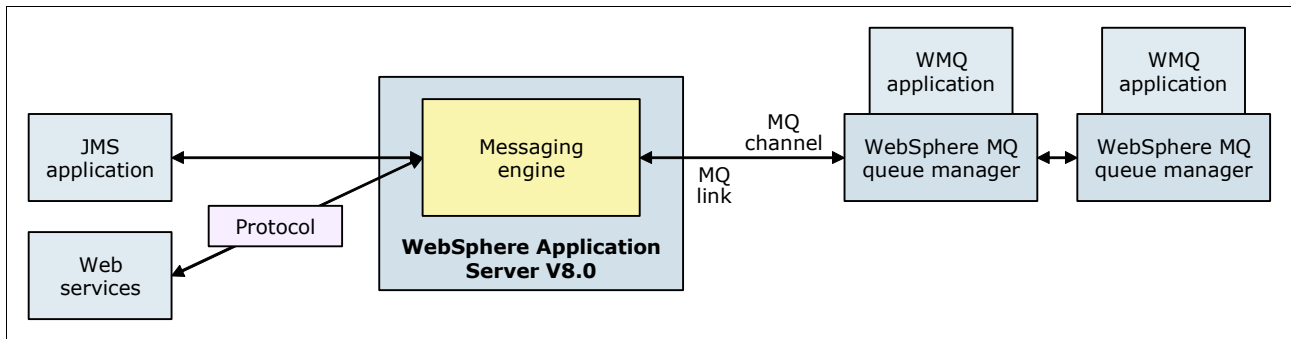 JMS
application
Web
services
Protocol
Messaging
engine
WebSphere Application
Server V8.0
MQ
channel
MQ
link
WMQ
application
WebSphere MQ
queue manager
WMQ
application
WebSphere MQ
queue manager